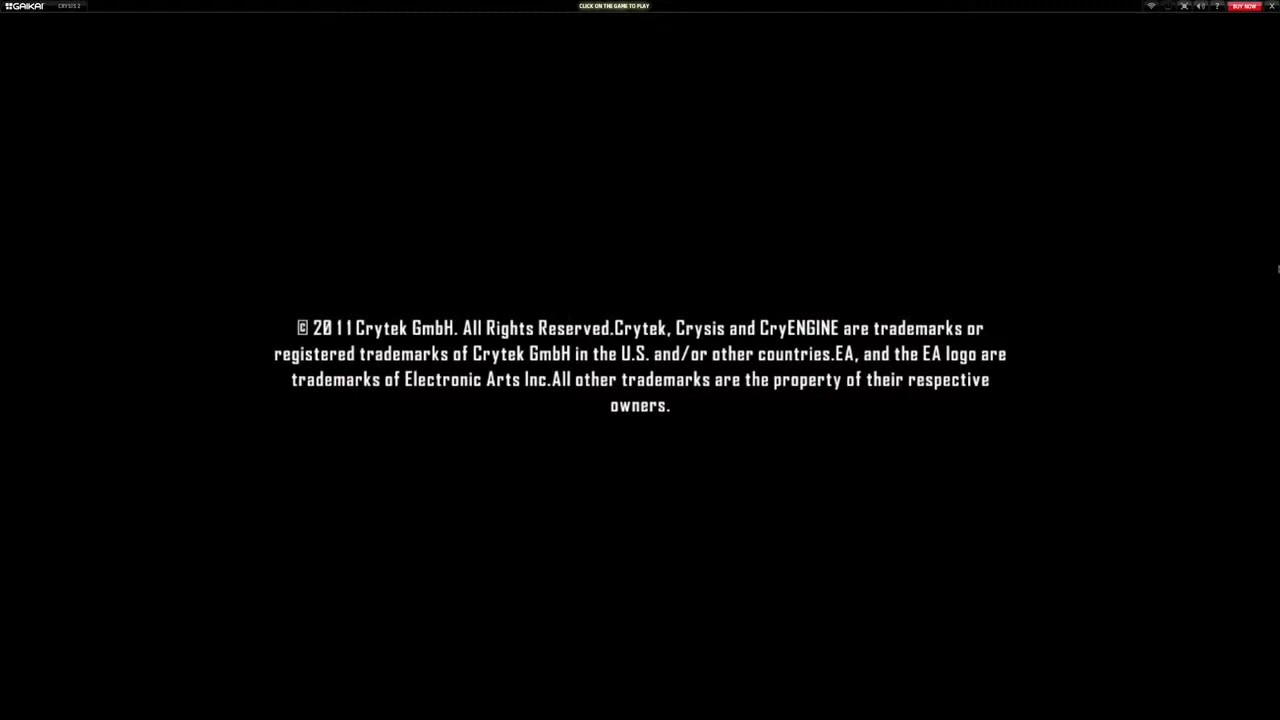 GAIKAI CRYSIS 2 CLICK ON THE GAME TO PLAY ? BUY NOW X
© 2011 Crytek GmbH. All Rights Reserved.Crytek, Crysis and CryENGINE are trademarks or
registered trademarks of Crytek GmbH in the U.S. and/or other countries.EA, and the EA logo are
trademarks of Electronic Arts Inc.All other trademarks are the property of their respective
owners.